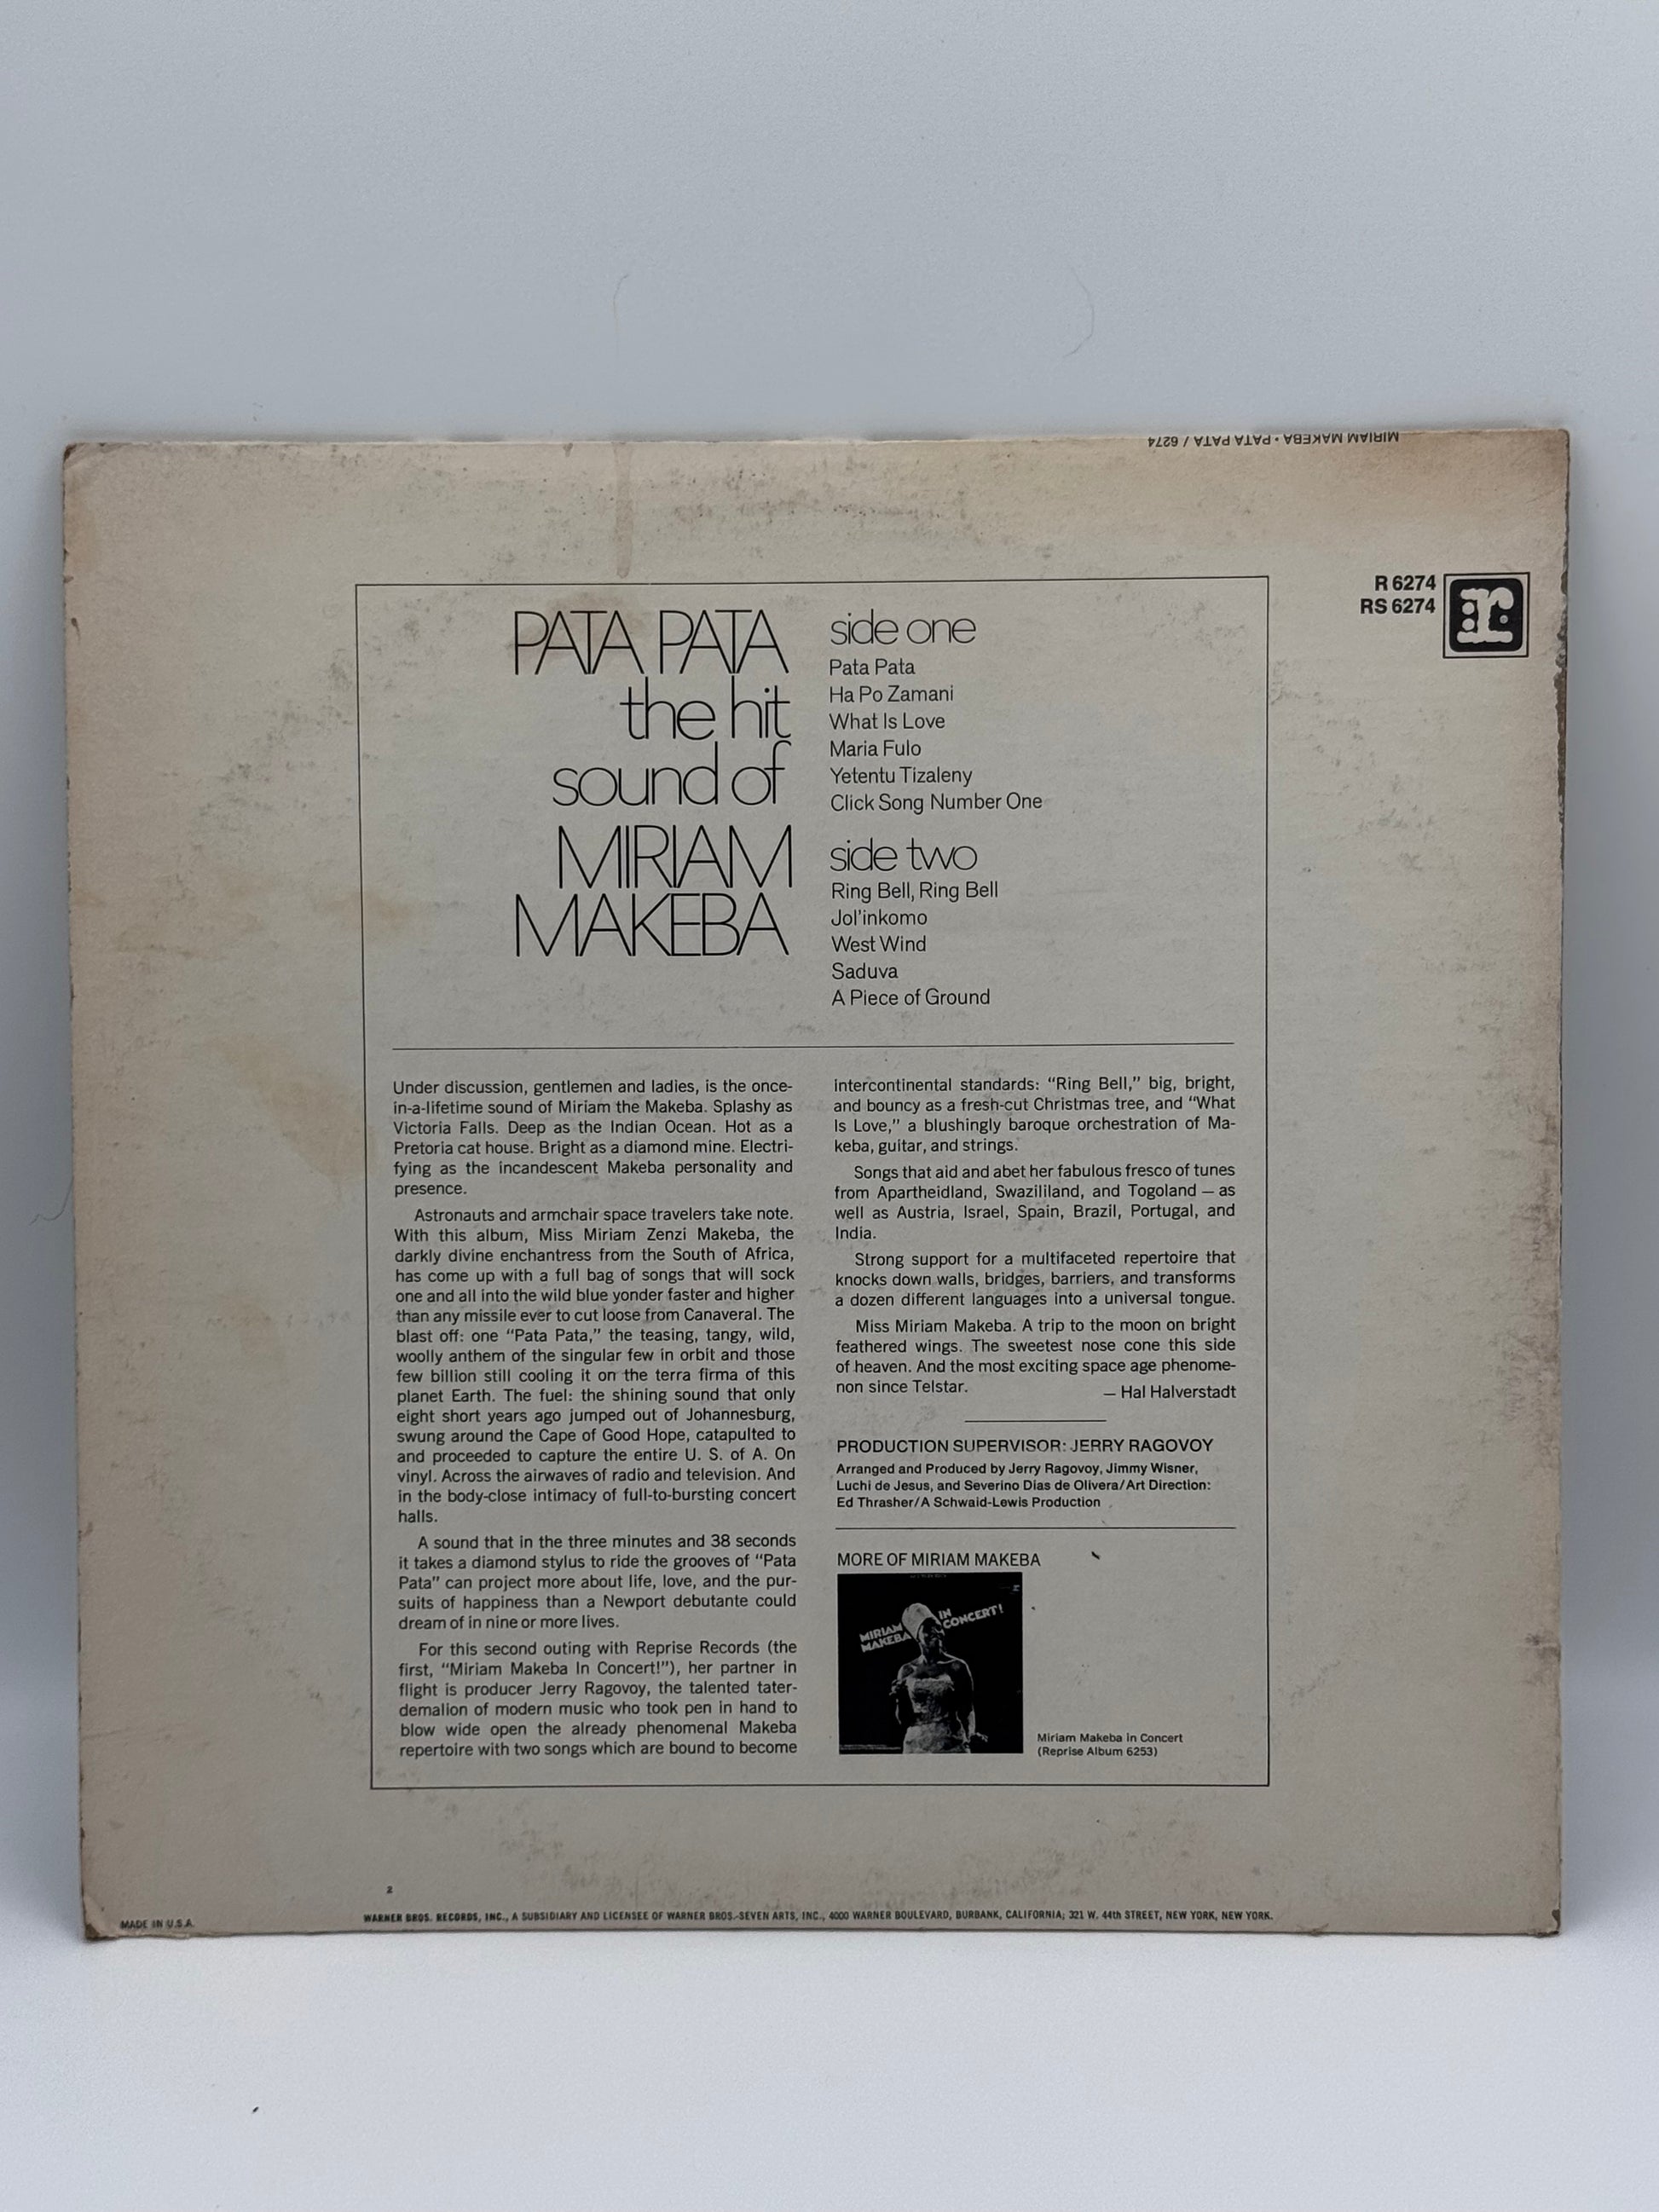 MIRIAM MAKEBA • PATA PATA / 6274
R 6274
RS 6274
r:
PATA PATA
the hit
sound of
MIRIAM
MAKEBA
side one
Pata Pata
Ha Po Zamani
What Is Love
Maria Fulo
Yetentu Tizaleny
Click Song Number One
side two
Ring Bell, Ring Bell
Jol'inkomo
West Wind
Saduva
A Piece of Ground
Under discussion, gentlemen and ladies, is the once-
in-a-lifetime sound of Miriam the Makeba. Splashy as
Victoria Falls. Deep as the Indian Ocean. Hot as a
Pretoria cat house. Bright as a diamond mine. Electri-
fying as the incandescent Makeba personality and
presence.
Astronauts and armchair space travelers take note.
With this album, Miss Miriam Zenzi Makeba, the
darkly divine enchantress from the South of Africa,
has come up with a full bag of songs that will sock
one and all into the wild blue yonder faster and higher
than any missile ever to cut loose from Canaveral. The
blast off: one "Pata Pata," the teasing, tangy, wild,
woolly anthem of the singular few in orbit and those
few billion still cooling it on the terra firma of this
planet Earth. The fuel: the shining sound that only
eight short years ago jumped out of Johannesburg,
swung around the Cape of Good Hope, catapulted to
and proceeded to capture the entire U. S. of A. On
vinyl. Across the airwaves of radio and television. And
in the body-close intimacy of full-to-bursting concert
halls.
A sound that in the three minutes and 38 seconds
it takes a diamond stylus to ride the grooves of "Pata
Pata" can project more about life, love, and the pur-
suits of happiness than a Newport debutante could
dream of in nine or more lives.
For this second outing with Reprise Records (the
first, "Miriam Makeba In Concert!"), her partner in
flight is producer Jerry Ragovoy, the talented tater-
demalion of modern music who took pen in hand to
blow wide open the already phenomenal Makeba
repertoire with two songs which are bound to become
intercontinental standards: "Ring Bell," big, bright,
and bouncy as a fresh-cut Christmas tree, and "What
Is Love," a blushingly baroque orchestration of Ma-
keba, guitar, and strings.
Songs that aid and abet her fabulous fresco of tunes
from Apartheidland, Swazililand, and Togoland — as
well as Austria, Israel, Spain, Brazil, Portugal, and
India.
Strong support for a multifaceted repertoire that
knocks down walls, bridges, barriers, and transforms
a dozen different languages into a universal tongue.
Miss Miriam Makeba. A trip to the moon on bright
feathered wings. The sweetest nose cone this side
of heaven. And the most exciting space age phenome-
non since Telstar.
— Hal Halverstadt
PRODUCTION SUPERVISOR: JERRY RAGOVOY
Arranged and Produced by Jerry Ragovoy, Jimmy Wisner,
Luchi de Jesus, and Severino Dias de Olivera/Art Direction:
Ed Thrasher/A Schwaid-Lewis Production
MORE OF MIRIAM MAKEBA
MIRIAM MAKEBA
IN CONCERT!
Miriam Makeba in Concert
(Reprise Album 6253)
2
MADE IN U.S.A.
WARNER BROS. RECORDS, INC., A SUBSIDIARY AND LICENSEE OF WARNER BROS.-SEVEN ARTS, INC., 4000 WARNER BOULEVARD, BURBANK, CALIFORNIA; 321 W. 44th STREET, NEW YORK, NEW YORK.